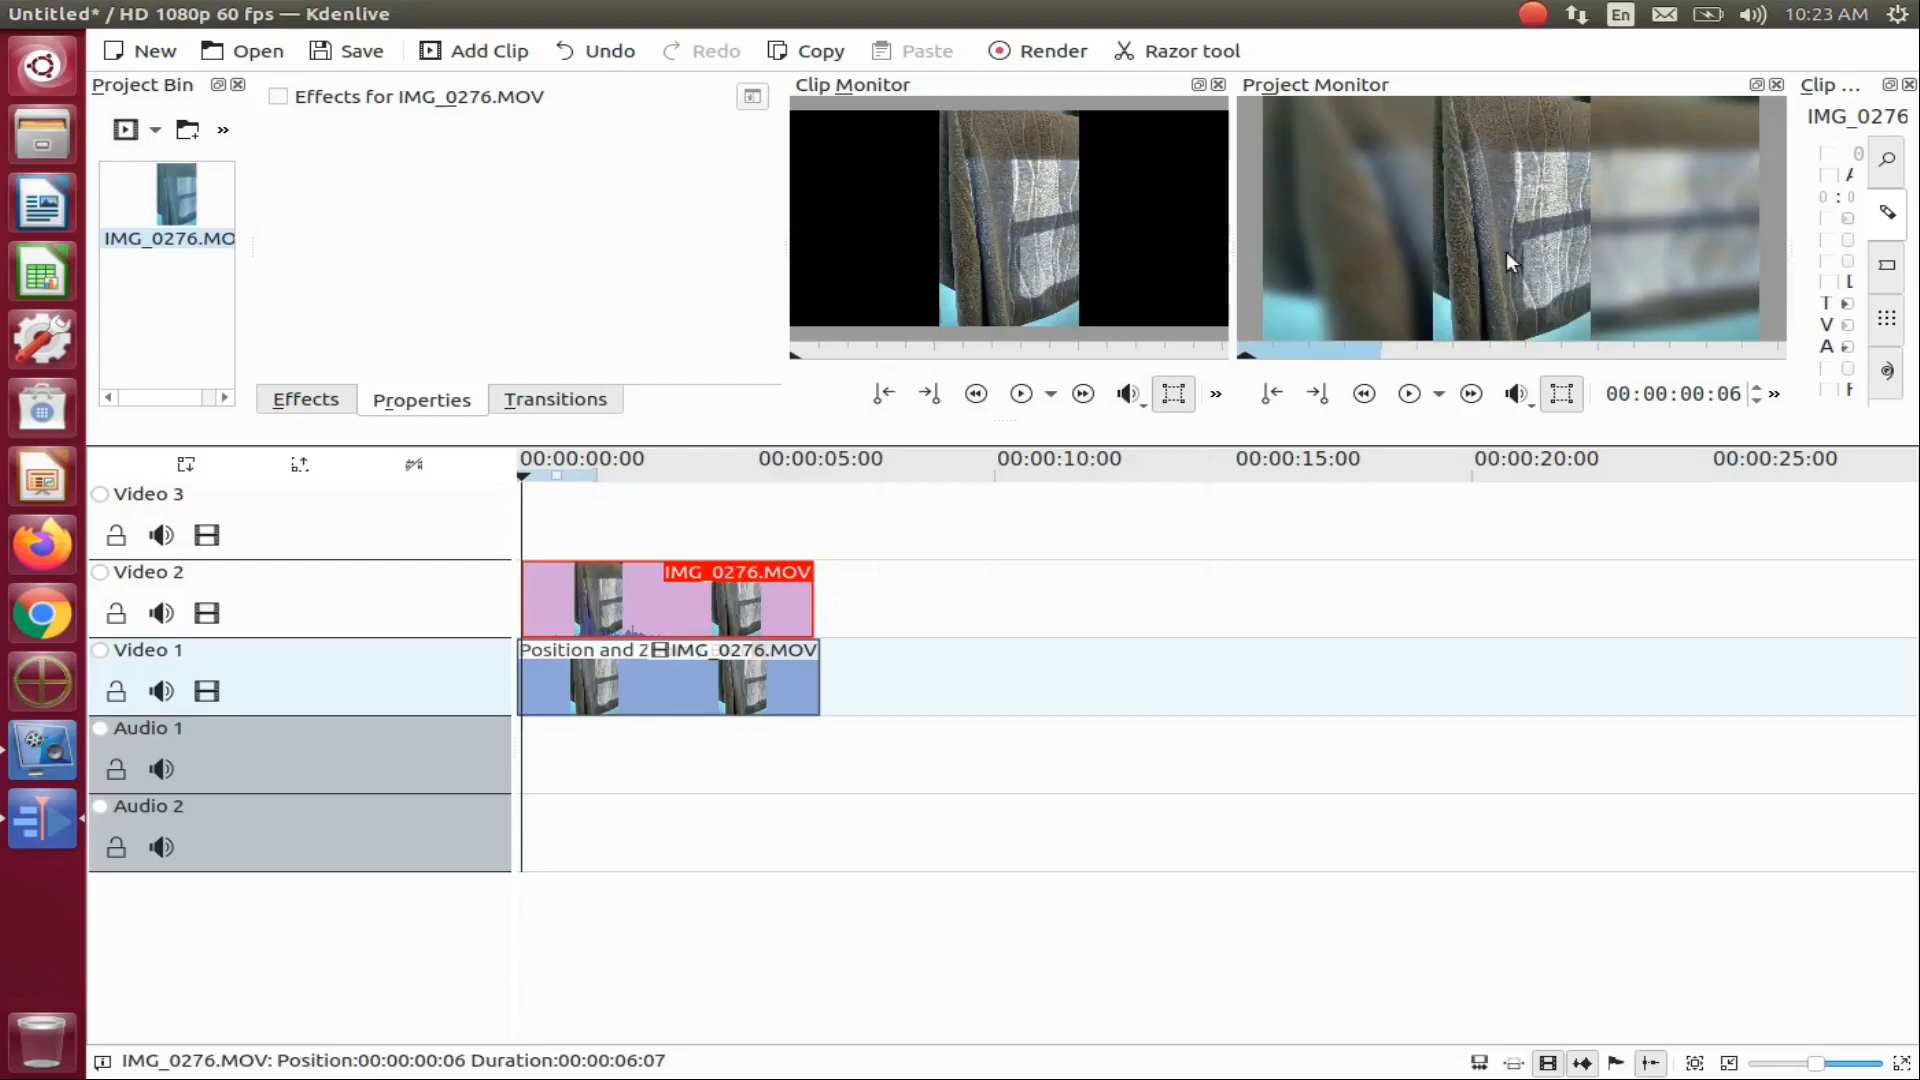 Untitled* / HD 1080p 60 fps — Kdenlive
En
10:23 AM
New
Open
Save
Add Clip
Undo
Redo
Copy
Paste
Render
Razor tool
Project Bin
Effects for IMG_0276.MOV
Clip Monitor
Project Monitor
Clip ...
IMG_0276
IMG_0276.MO
0
A
0 : 0
L
T
V
A
F
Effects
Properties
Transitions
00:00:00:06
00:00:00:00
00:00:05:00
00:00:10:00
00:00:15:00
00:00:20:00
00:00:25:00
Video 3
Video 2
IMG_0276.MOV
Video 1
Position and Z
IMG_0276.MOV
Audio 1
Audio 2
IMG_0276.MOV: Position:00:00:00:06 Duration:00:00:06:07